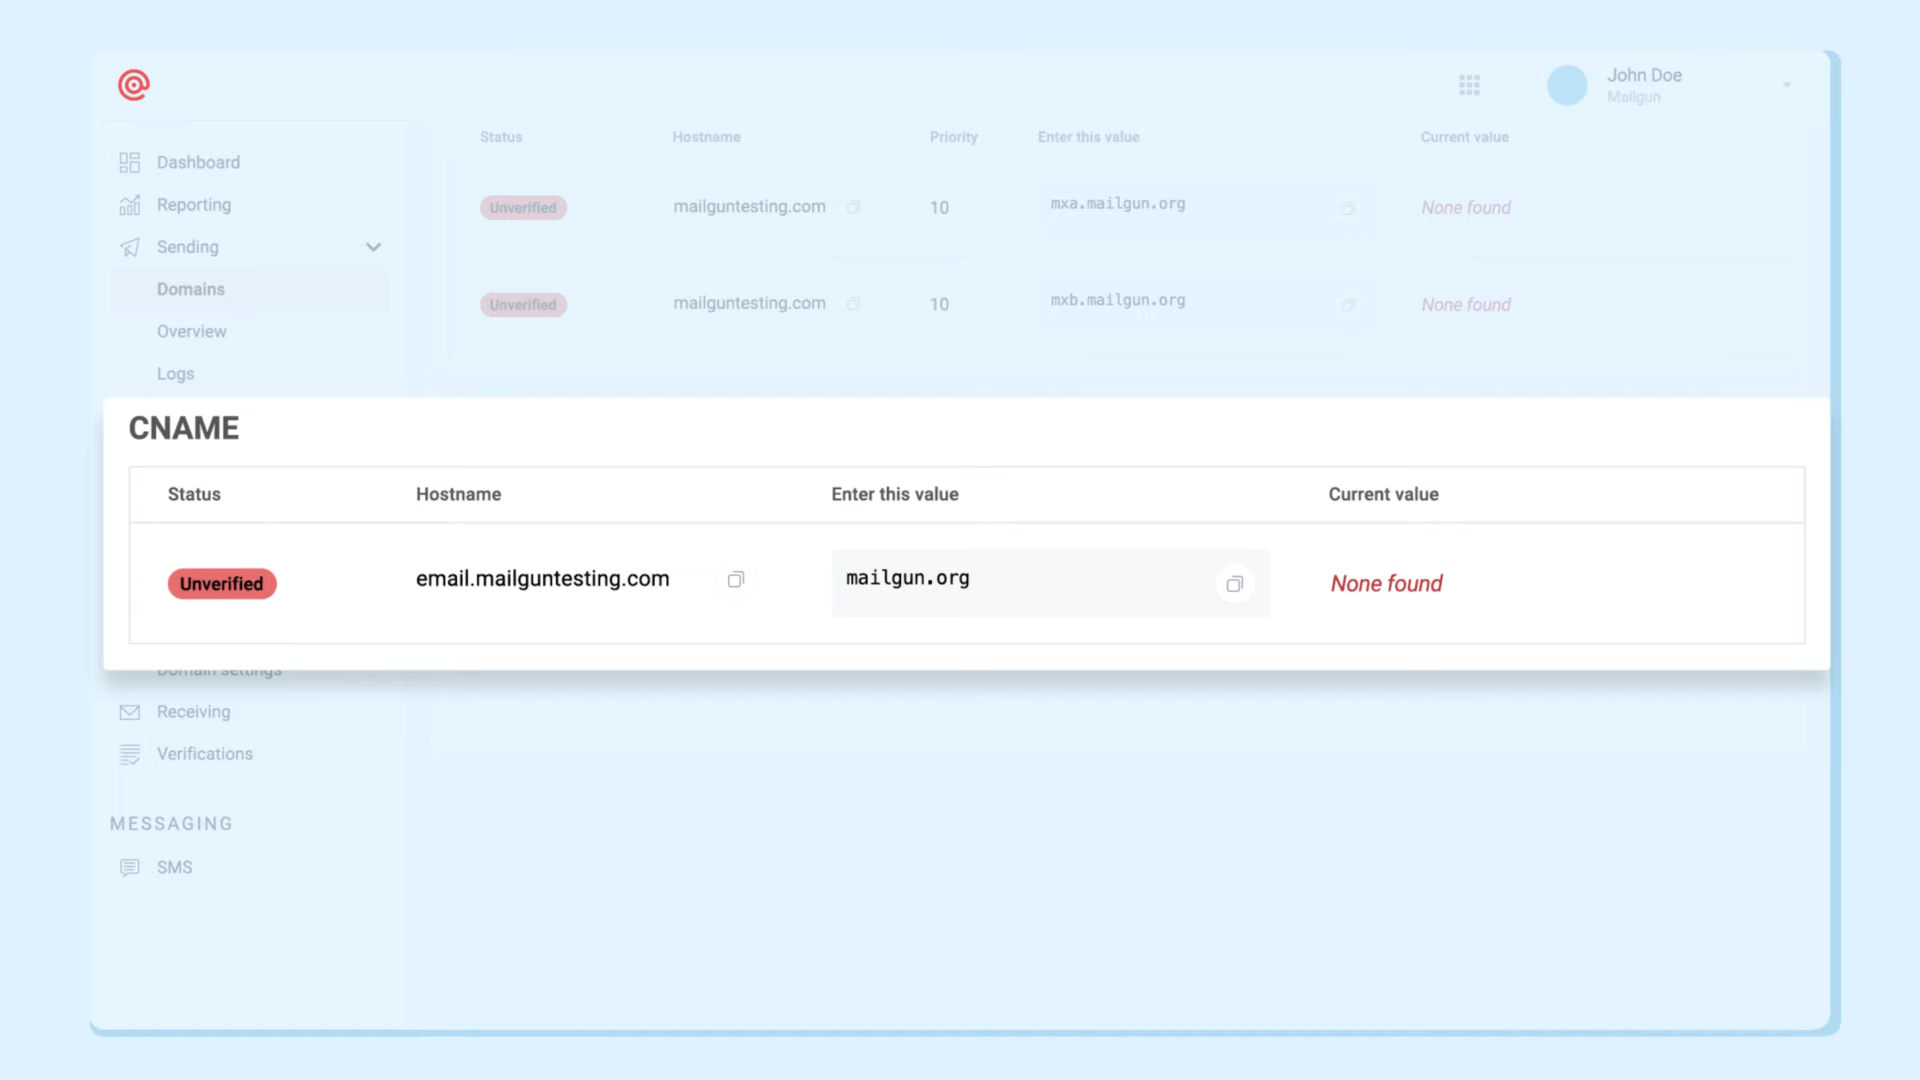 John Doe
Mailgun
Dashboard
Reporting
Sending
Domains
Overview
Logs
Status Hostname Priority Enter this value Current value
Unverified mailguntesting.com 10 mxa.mailgun.org None found
Unverified mailguntesting.com 10 mxb.mailgun.org None found
CNAME
Status Hostname Enter this value Current value
Unverified email.mailguntesting.com mailgun.org None found
Domain settings
Receiving
Verifications
MESSAGING
SMS